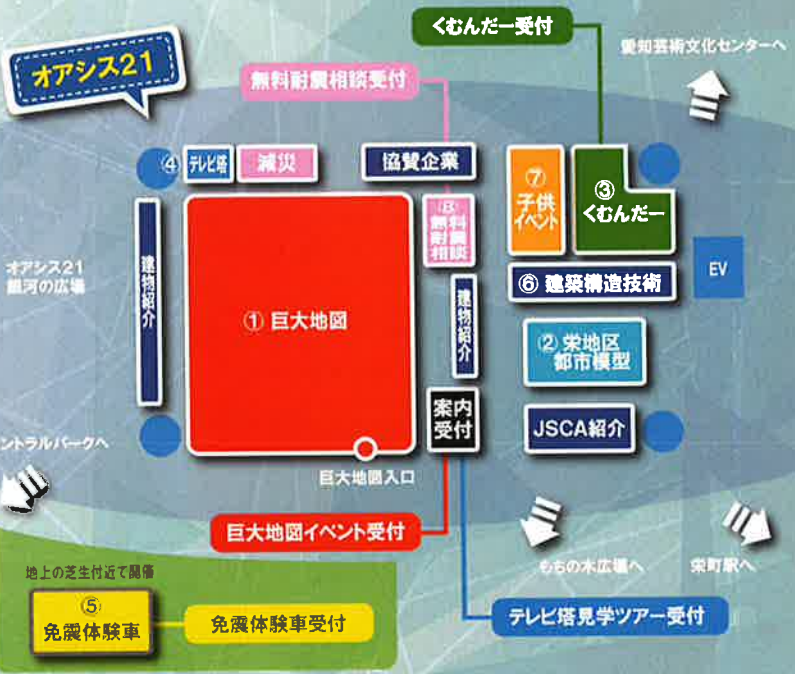 くむんだー受付
愛知芸術文化センターへ
オアシス21
無料耐震相談受付
④
テレビ塔
減災
協賛企業
⑦
子供
イベント
③
くむんだー
⑧
無料
耐震
相談
建物紹介
オアシス21
銀河の広場
① 巨大地図
建物紹介
⑥ 建築構造技術
EV
② 栄地区
都市模型
案内
受付
JSCA紹介
ントラルパークへ
巨大地図入口
巨大地図イベント受付
もちの木広場へ
栄町駅へ
地上の芝生付近で開催
⑤
免震体験車
免震体験車受付
テレビ塔見学ツアー受付